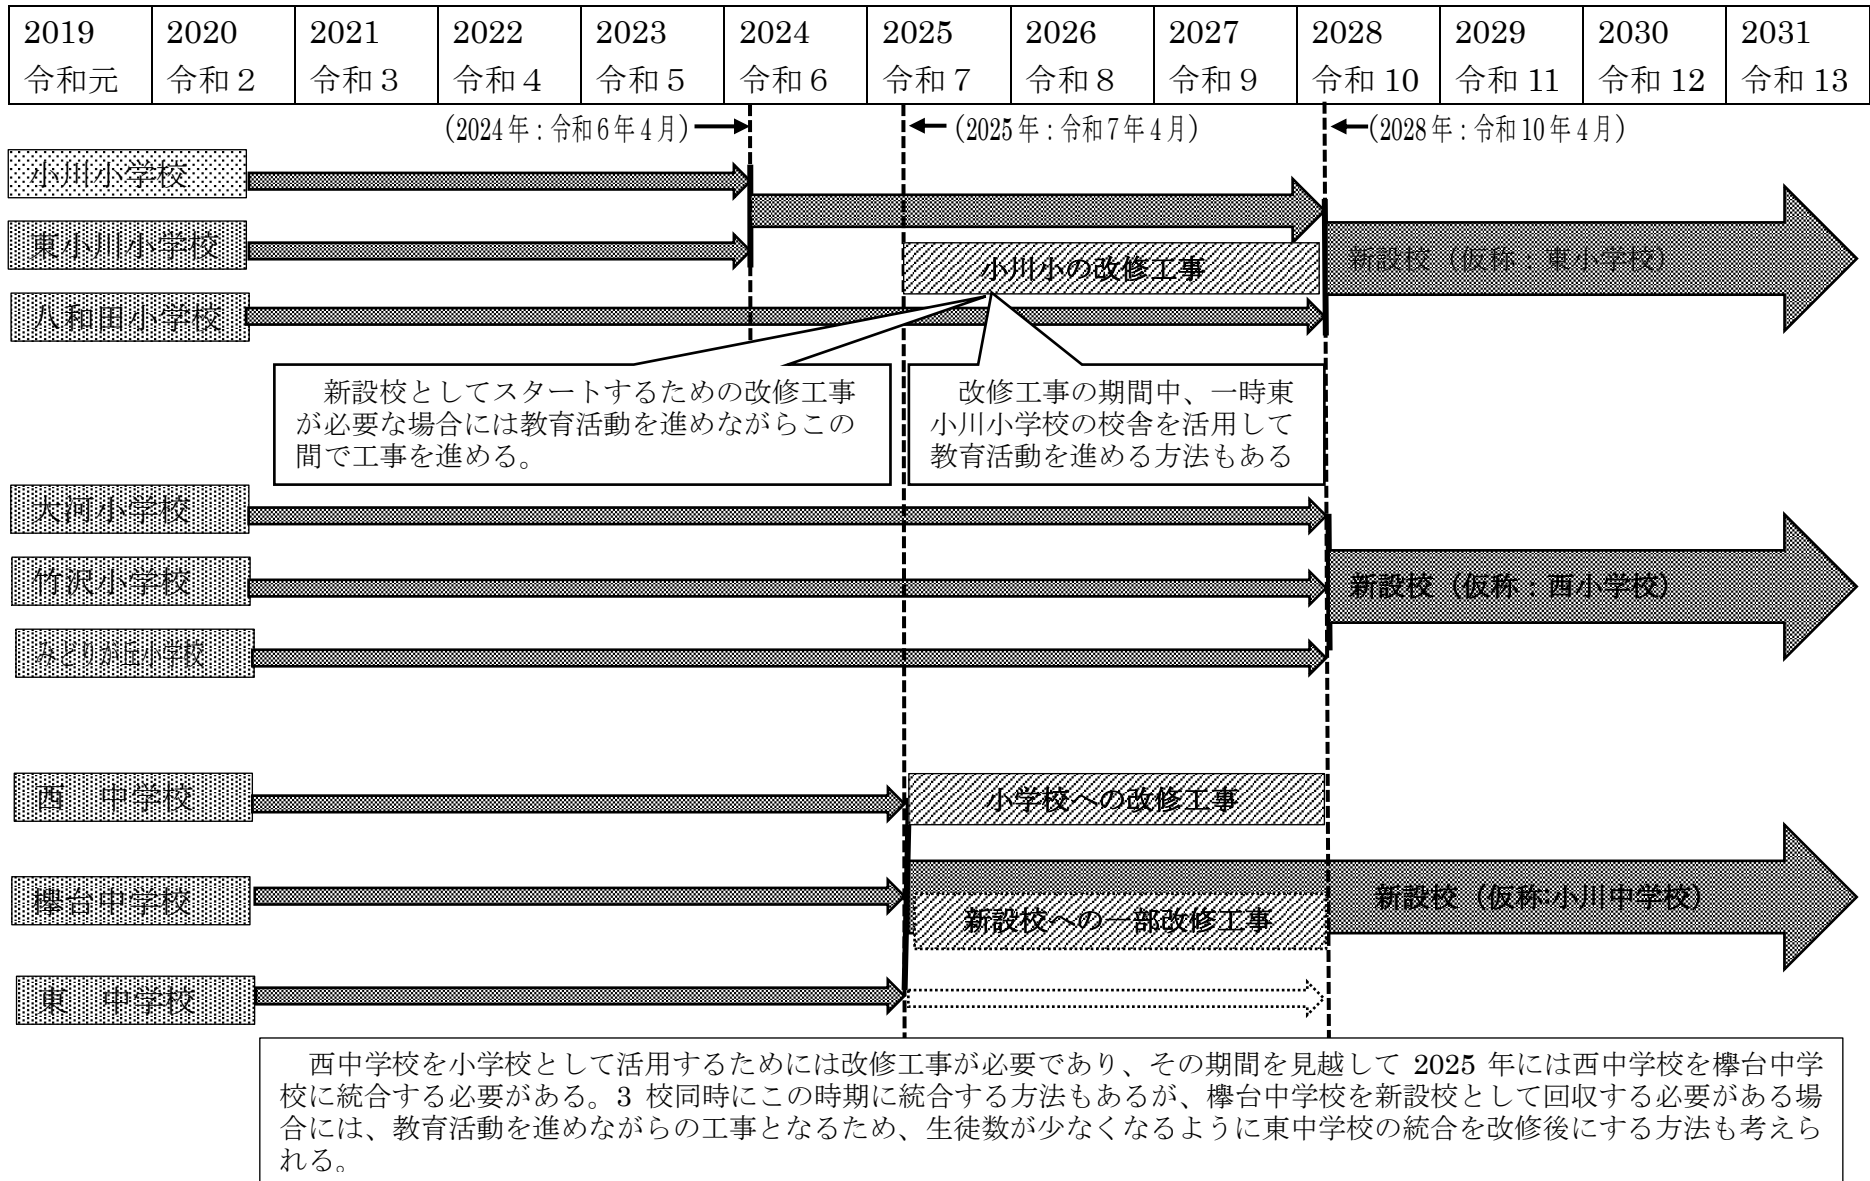 2019 2020 2021 2022 2023 2024 2025 2026 2027 2028 2029 2030 2031
令和元 令和2 令和3 令和4 令和5 令和6 令和7 令和8 令和9 令和10 令和11 令和12 令和13
(2024年:令和6年4月) (2025年:令和7年4月) (2028年:令和10年4月)
小川小学校
東小川小学校
小川小の改修工事
新設校（仮称：東小学校）
八和田小学校
新設校としてスタートするための改修工事
が必要な場合には教育活動を進めながらこの
間で工事を進める。
改修工事の期間中、一時東
小川小学校の校舎を活用して
教育活動を進める方法もある
大河小学校
竹沢小学校
新設校（仮称：西小学校）
みどりが丘小学校
西　中学校
小学校への改修工事
欅台中学校
新設校（仮称:小川中学校）
新設校への一部改修工事
東　中学校
西中学校を小学校として活用するためには改修工事が必要であり、その期間を見越して 2025 年には西中学校を欅台中学
校に統合する必要がある。3 校同時にこの時期に統合する方法もあるが、欅台中学校を新設校として回収する必要がある場
合には、教育活動を進めながらの工事となるため、生徒数が少なくなるように東中学校の統合を改修後にする方法も考えら
れる。